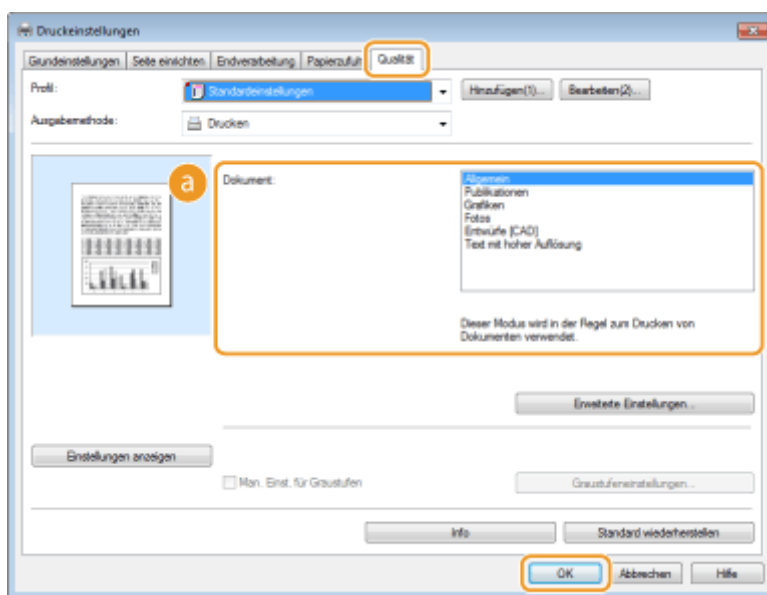 Druckeinstellungen
Grundeinstellungen Seite einrichten Endverarbeitung Papierzufuhr Qualität
Profil: Standardeinstellungen Hinzufügen(1)... Bearbeiten(2)...
Ausgabemethode: Drucken
a
Dokument: Allgemein
Publikationen
Grafiken
Fotos
Entwürfe [CAD]
Text mit hoher Auflösung
Dieser Modus wird in der Regel zum Drucken von
Dokumenten verwendet.
Erweiterte Einstellungen...
Einstellungen anzeigen
Man. Einst. für Graustufen Graustufeneinstellungen...
Info Standard wiederherstellen
OK Abbrechen Hilfe